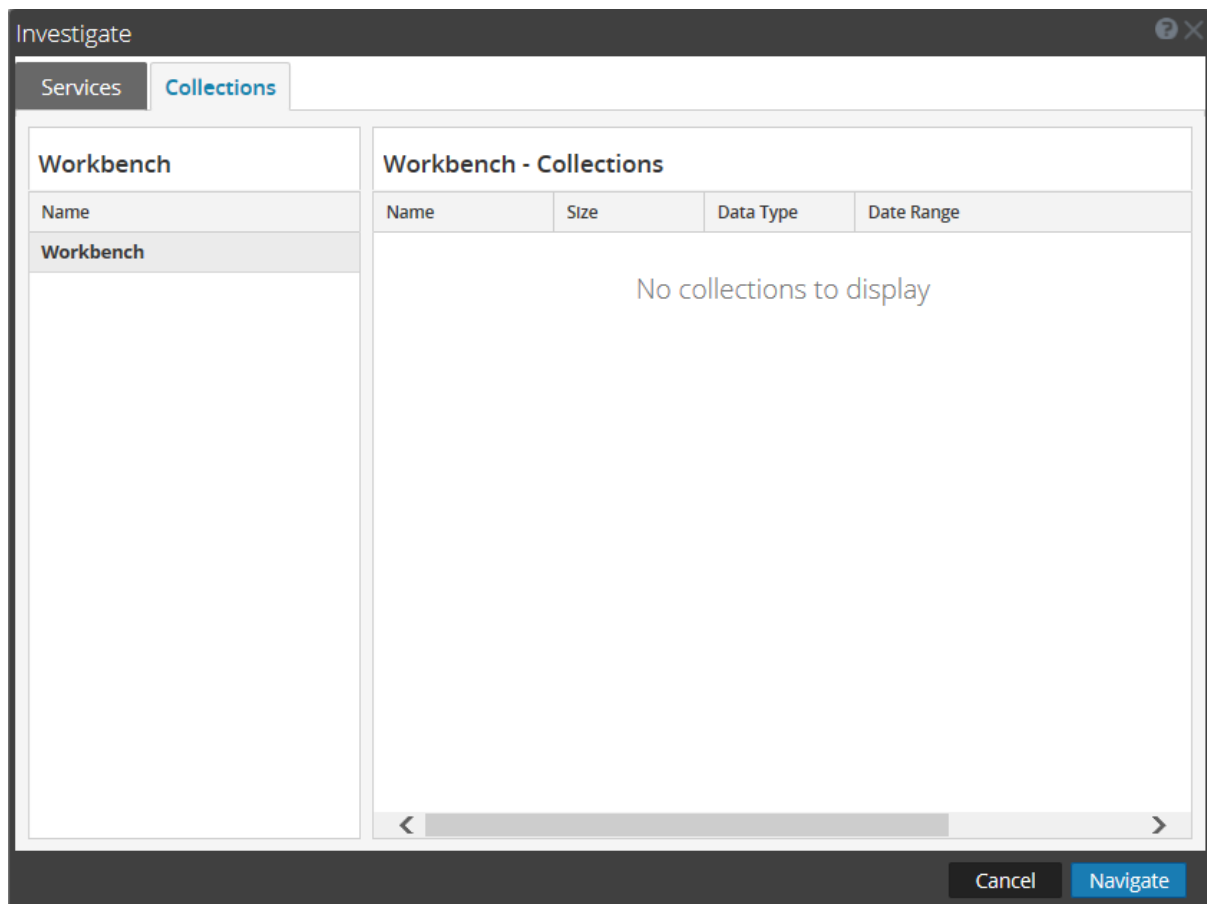 Investigate
Services Collections
Workbench
Name
Workbench
Workbench - Collections
Name Size Data Type Date Range
No collections to display
Cancel Navigate